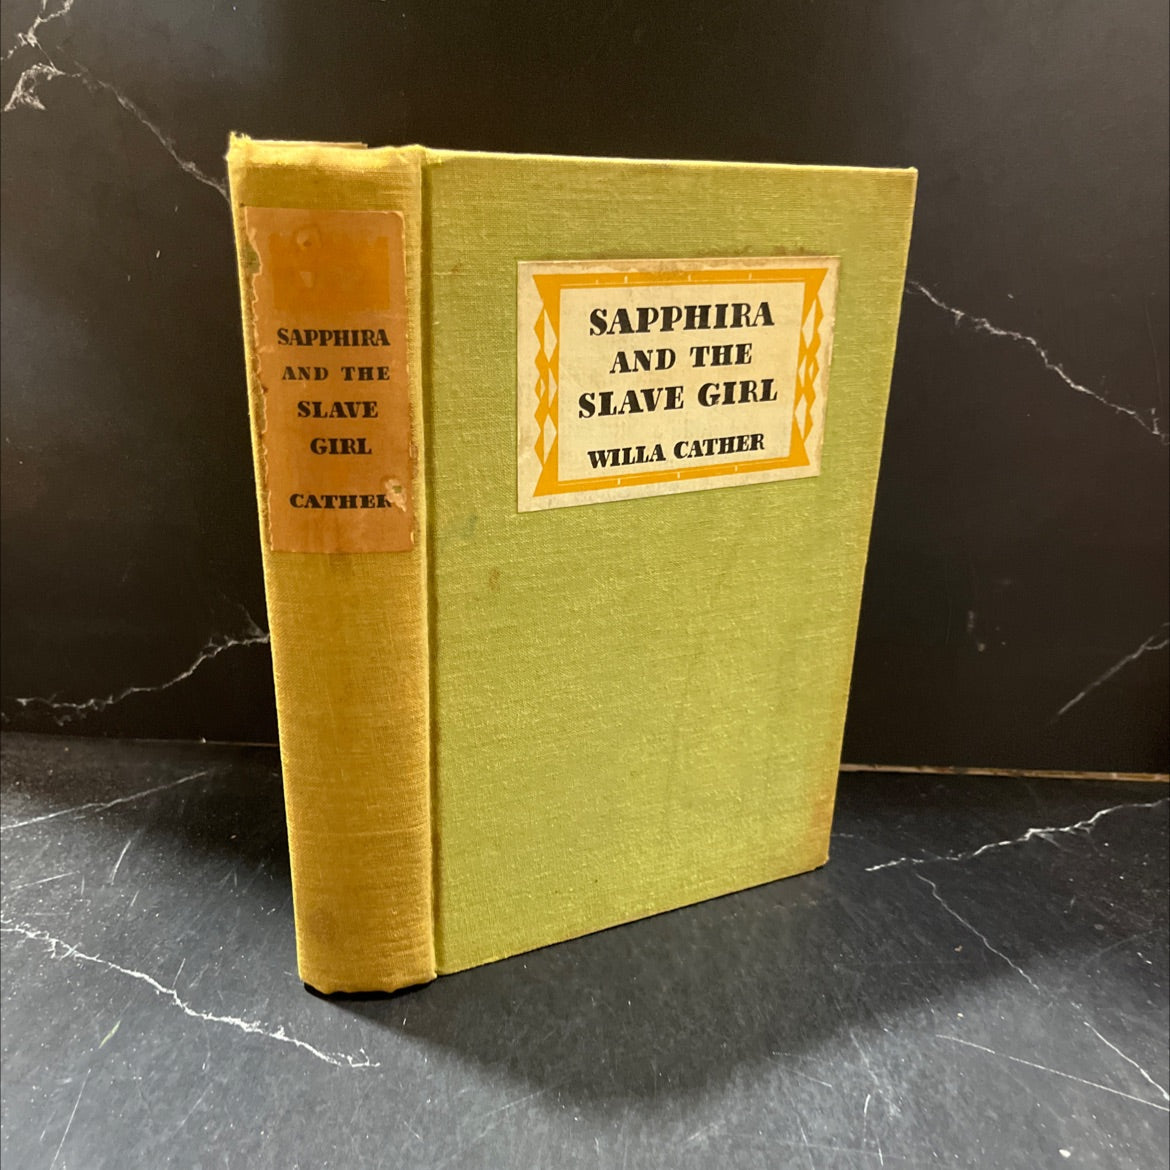 SAPPHIRA
AND THE
SLAVE
GIRL
CATHER
SAPPHIRA
AND THE
SLAVE GIRL
WILLA CATHER